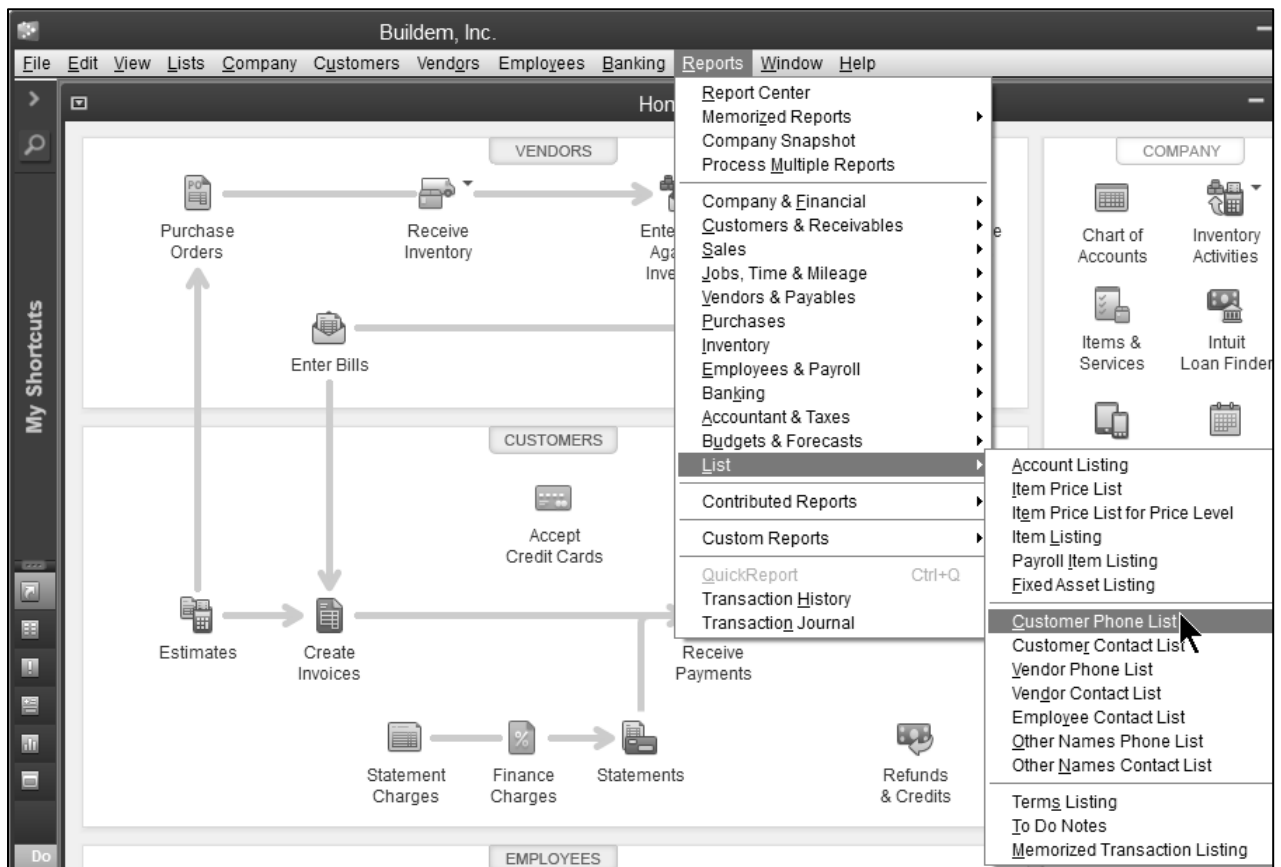 Buildem, Inc.
File Edit View Lists Company Customers Vendors Employees Banking Reports Window Help
Hon
My Shortcuts
Do
VENDORS
Purchase
Orders
Receive
Inventory
Ente
Aga
Inve
e
Enter Bills
CUSTOMERS
Accept
Credit Cards
Estimates
Create
Invoices
Receive
Payments
Statement
Charges
Finance
Charges
Statements
Refunds
& Credits
EMPLOYEES
COMPANY
Chart of
Accounts
Inventory
Activities
Items &
Services
Intuit
Loan Finder
Report Center
Memorized Reports
Company Snapshot
Process Multiple Reports
Company & Financial
Customers & Receivables
Sales
Jobs, Time & Mileage
Vendors & Payables
Purchases
Inventory
Employees & Payroll
Banking
Accountant & Taxes
Budgets & Forecasts
List
Contributed Reports
Custom Reports
QuickReport Ctrl+Q
Transaction History
Transaction Journal
Account Listing
Item Price List
Item Price List for Price Level
Item Listing
Payroll Item Listing
Fixed Asset Listing
Customer Phone List
Customer Contact List
Vendor Phone List
Vendor Contact List
Employee Contact List
Other Names Phone List
Other Names Contact List
Terms Listing
To Do Notes
Memorized Transaction Listing